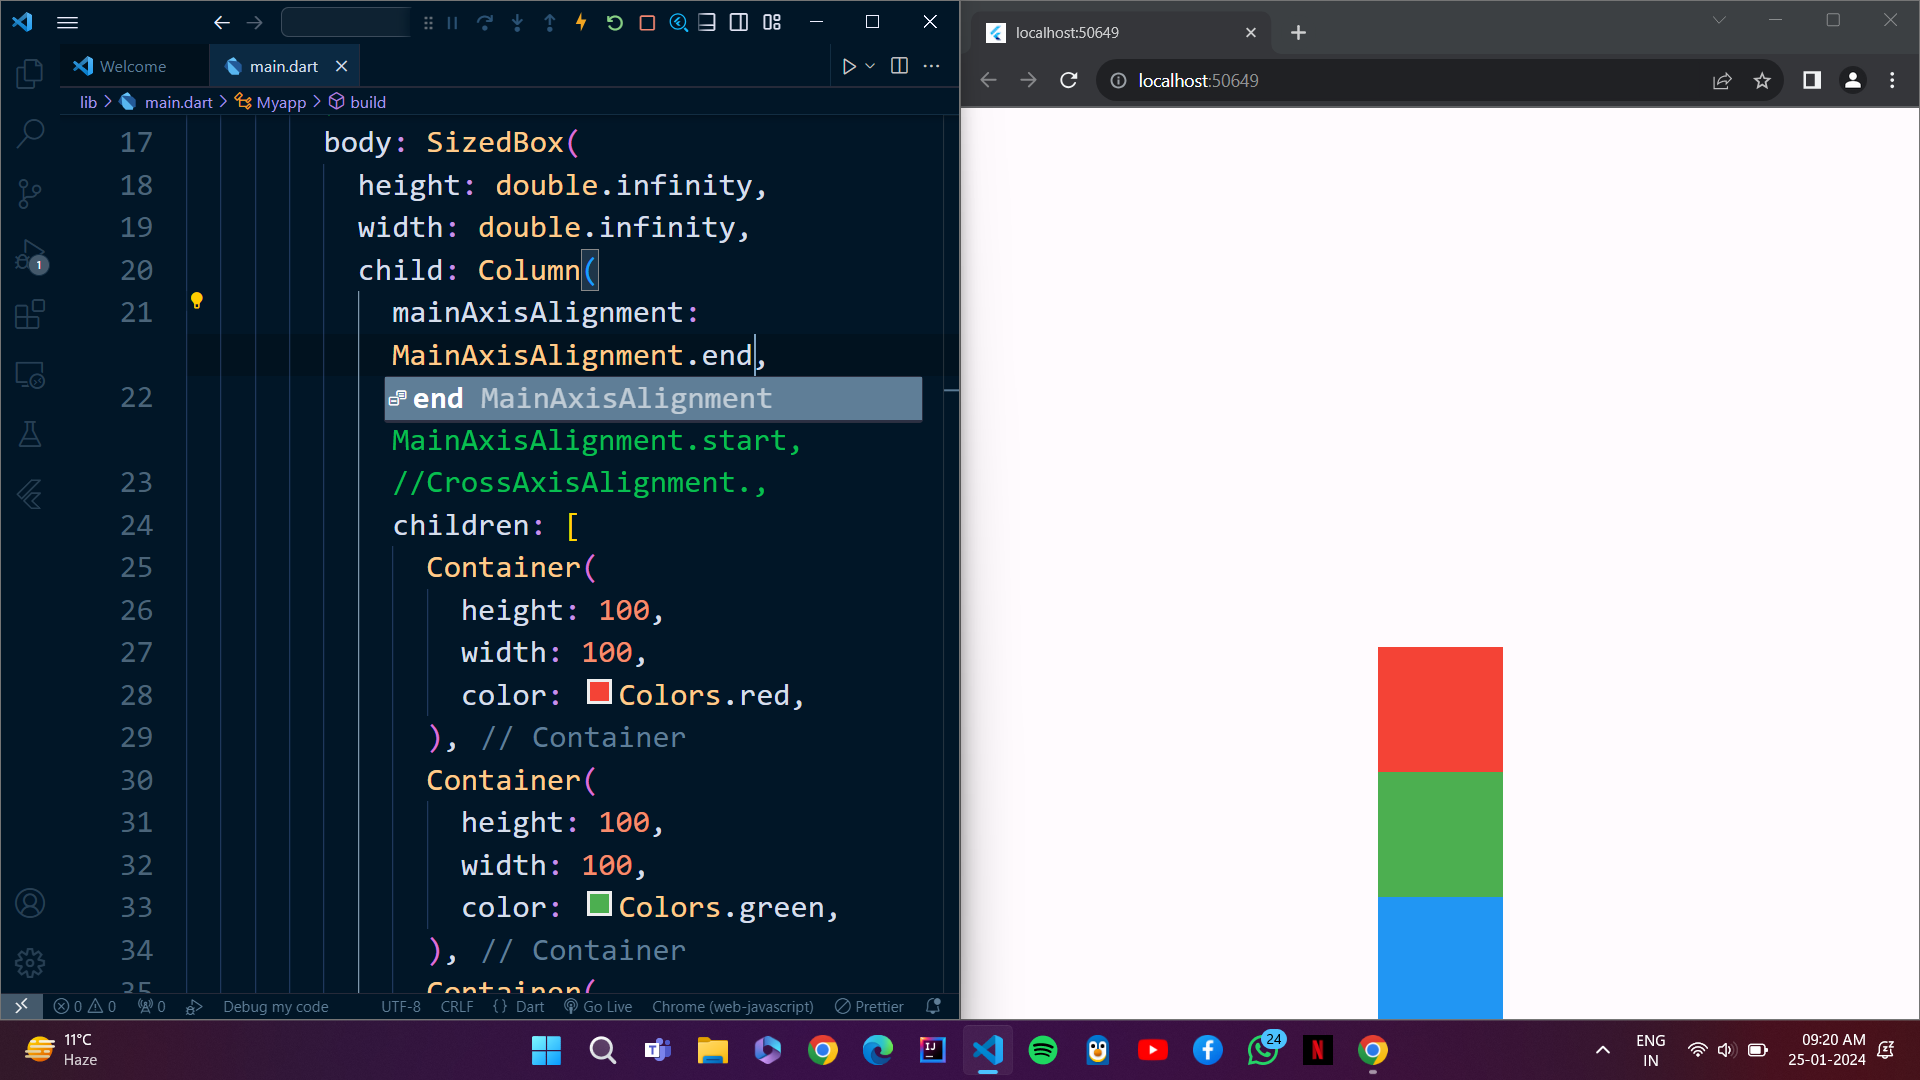 Welcome
main.dart
lib > main.dart > Myapp > build
17 body: SizedBox(
18 height: double.infinity,
19 width: double.infinity,
20 child: Column(
21 mainAxisAlignment:
MainAxisAlignment.end,
22
end MainAxisAlignment
MainAxisAlignment.start,
23 //CrossAxisAlignment.,
24 children: [
25 Container(
26 height: 100,
27 width: 100,
28 color: Colors.red,
29 ), // Container
30 Container(
31 height: 100,
32 width: 100,
33 color: Colors.green,
34 ), // Container
35 Container(
1
0 0 0 Debug my code UTF-8 CRLF {} Dart Go Live Chrome (web-javascript) Prettier
localhost:50649
localhost:50649
11°C
Haze
IJ
24
N
ENG
IN
09:20 AM
25-01-2024